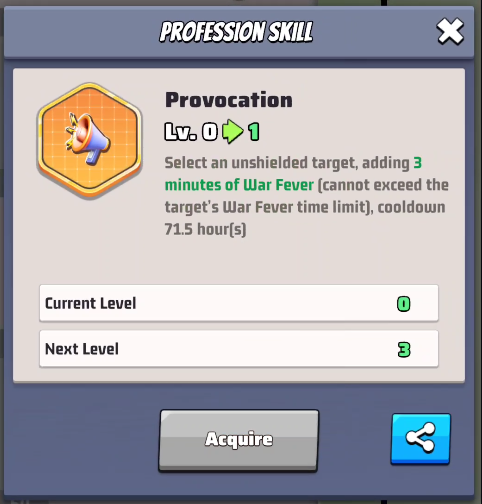 PROFESSION SKILL
Provocation
Lv. 0 1
Select an unshielded target, adding 3
minutes of War Fever (cannot exceed the
target's War Fever time limit), cooldown
71.5 hour(s)
Current Level 0
Next Level 3
Acquire